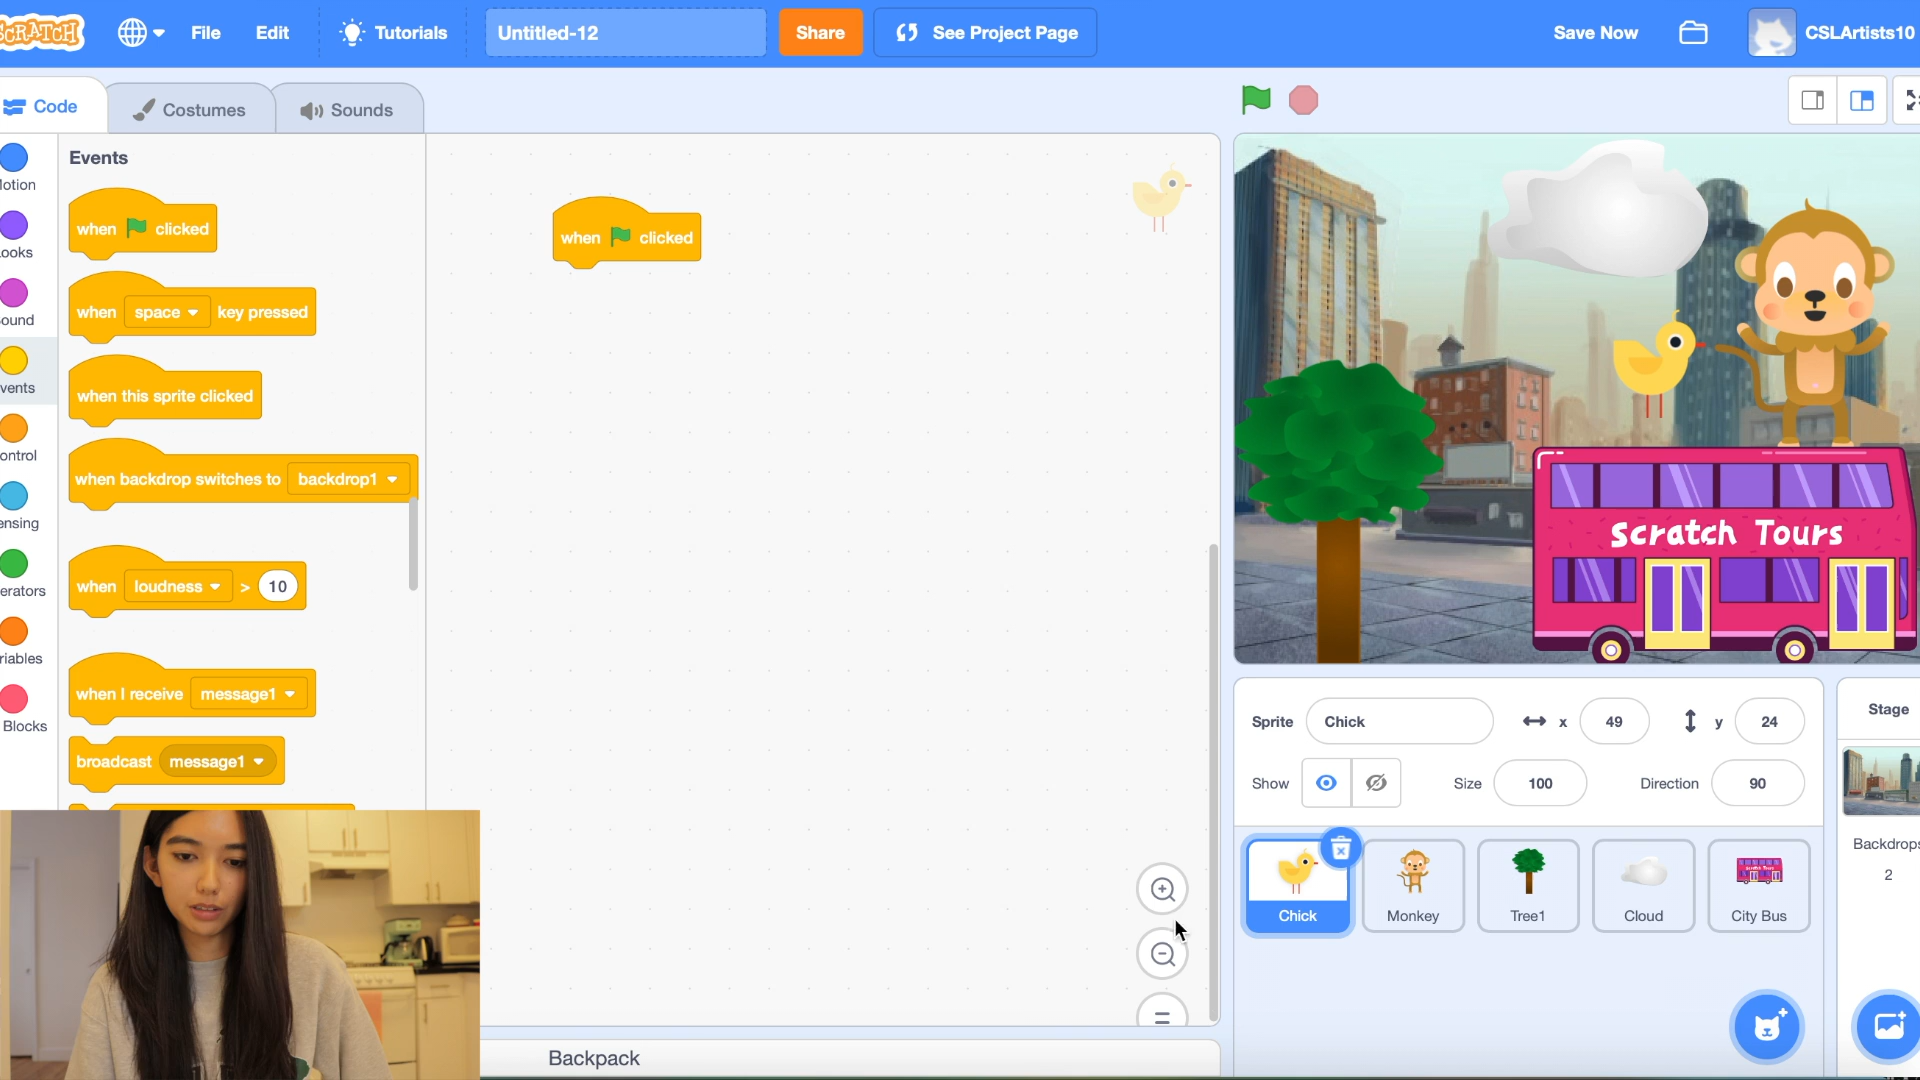 SCRATCH
File
Edit
Tutorials
Untitled-12
Share
See Project Page
Save Now
CSLArtists10
Code
Costumes
Sounds
Events
when clicked
when space key pressed
when this sprite clicked
when backdrop switches to backdrop1
when loudness > 10
when I receive message1
broadcast message1
otion
ooks
ound
vents
ontrol
ensing
erators
riables
Blocks
when clicked
Scratch Tours
Sprite Chick x 49 y 24
Show Size 100 Direction 90
Chick
Monkey
Tree1
Cloud
City Bus
Stage
Backdrops
2
Backpack